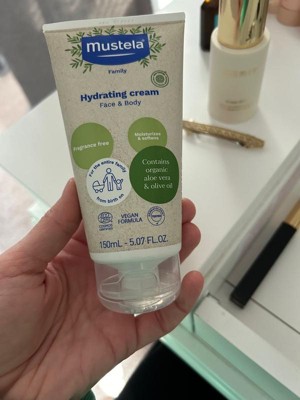 Mustela
Family
Hydrating cream
Face & Body
Fragrance free
Moisturizes
& softens
Contains
organic
aloe vera
& olive oil
For the entire family
from birth on
VEGAN
FORMULA
150mL - 5.07 FL.OZ.